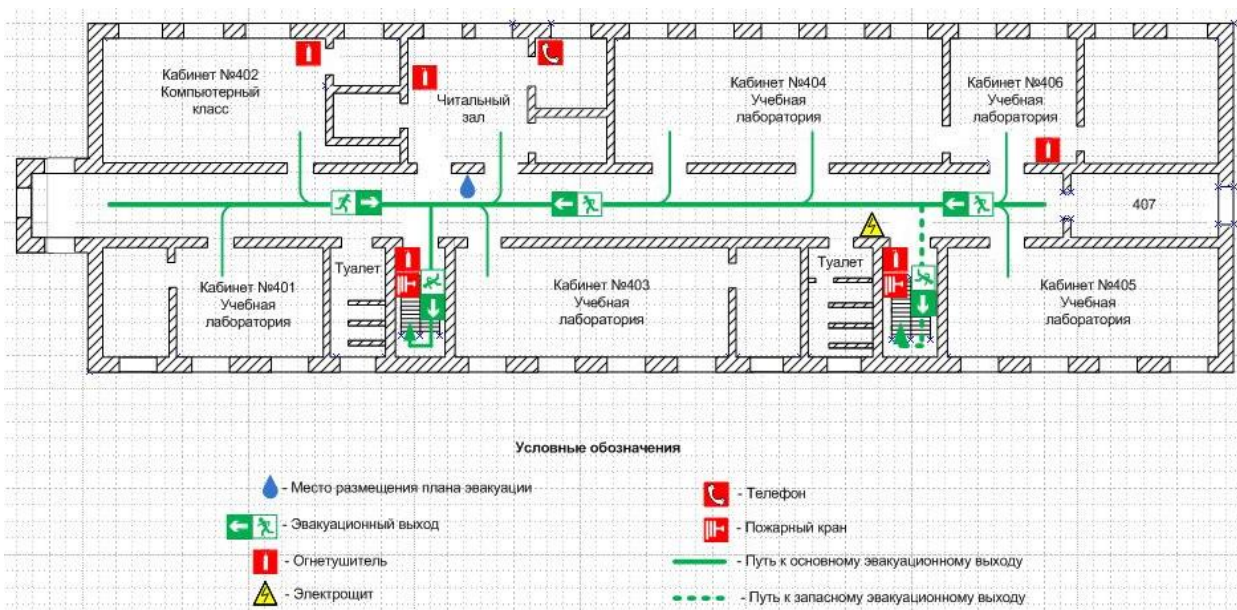 Кабинет №402
Компьютерный
класс
Читальный
зал
Кабинет №404
Учебная
лаборатория
Кабинет №406
Учебная
лаборатория
407
Кабинет №401
Учебная
лаборатория
Туалет
Кабинет №403
Учебная
лаборатория
Туалет
Кабинет №405
Учебная
лаборатория
Условные обозначения
- Место размещения плана эвакуации
- Эвакуационный выход
- Огнетушитель
- Электрощит
- Телефон
- Пожарный кран
- Путь к основному эвакуационному выходу
- Путь к запасному эвакуационному выходу